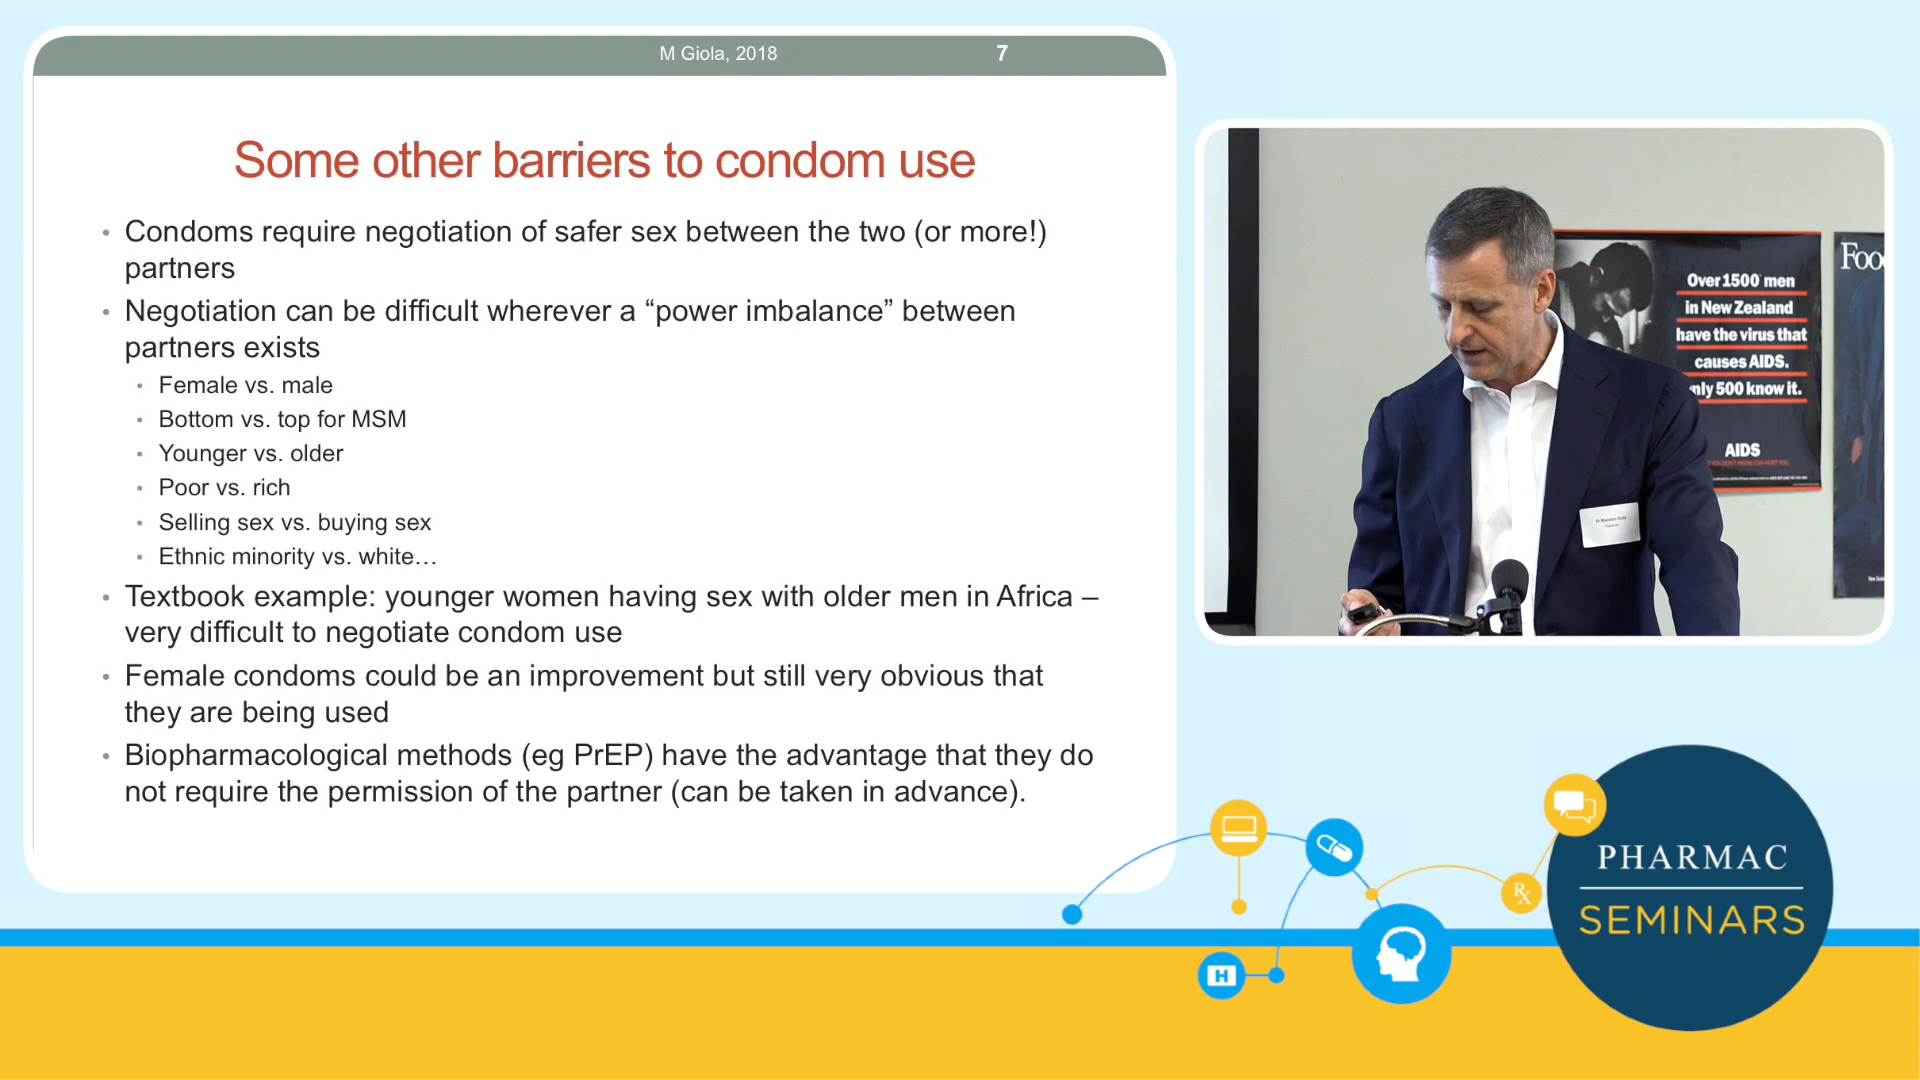 M Giola, 2018
7
Some other barriers to condom use
• Condoms require negotiation of safer sex between the two (or more!)
partners
• Negotiation can be difficult wherever a “power imbalance” between
partners exists
• Female vs. male
• Bottom vs. top for MSM
• Younger vs. older
• Poor vs. rich
• Selling sex vs. buying sex
• Ethnic minority vs. white…
• Textbook example: younger women having sex with older men in Africa –
very difficult to negotiate condom use
• Female condoms could be an improvement but still very obvious that
they are being used
• Biopharmacological methods (eg PrEP) have the advantage that they do
not require the permission of the partner (can be taken in advance).
Over 1500 men
in New Zealand
have the virus that
causes AIDS.
nly 500 know it.
AIDS
Foo
H
Rx
PHARMAC
SEMINARS